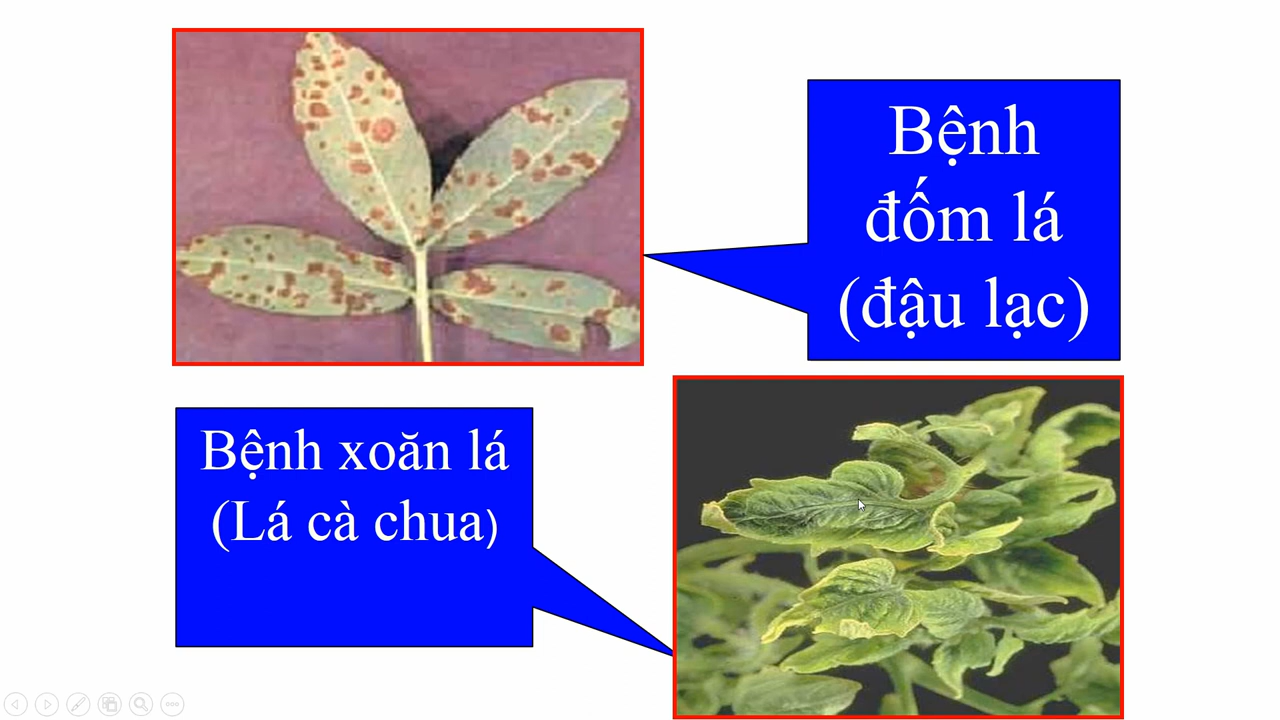 Bệnh
đốm lá
(đậu lạc)
Bệnh xoăn lá
(Lá cà chua)